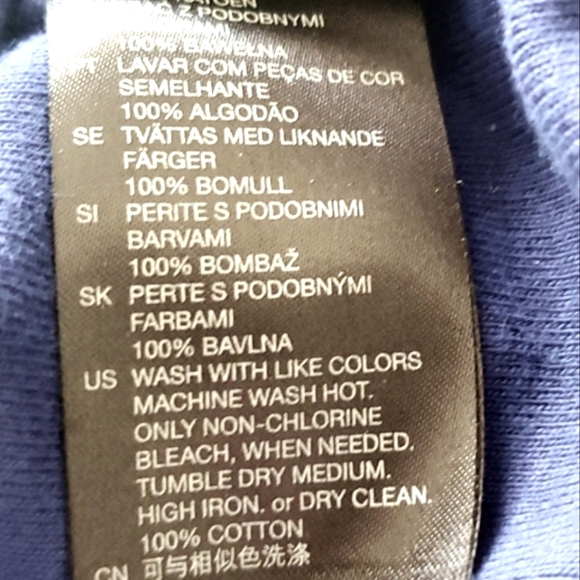 Z PODOBNYMI
100% BAWEŁNA
LAVAR COM PEÇAS DE COR
SEMELHANTE
100% ALGODÃO
SE TVÄTTAS MED LIKNANDE
FÄRGER
100% BOMULL
SI PERITE S PODOBNIMI
BARVAMI
100% BOMBAŽ
SK PERTE S PODOBNÝMI
FARBAMI
100% BAVLNA
US WASH WITH LIKE COLORS
MACHINE WASH HOT.
ONLY NON-CHLORINE
BLEACH, WHEN NEEDED.
TUMBLE DRY MEDIUM.
HIGH IRON. or DRY CLEAN.
100% COTTON
CN 可与相似色洗涤